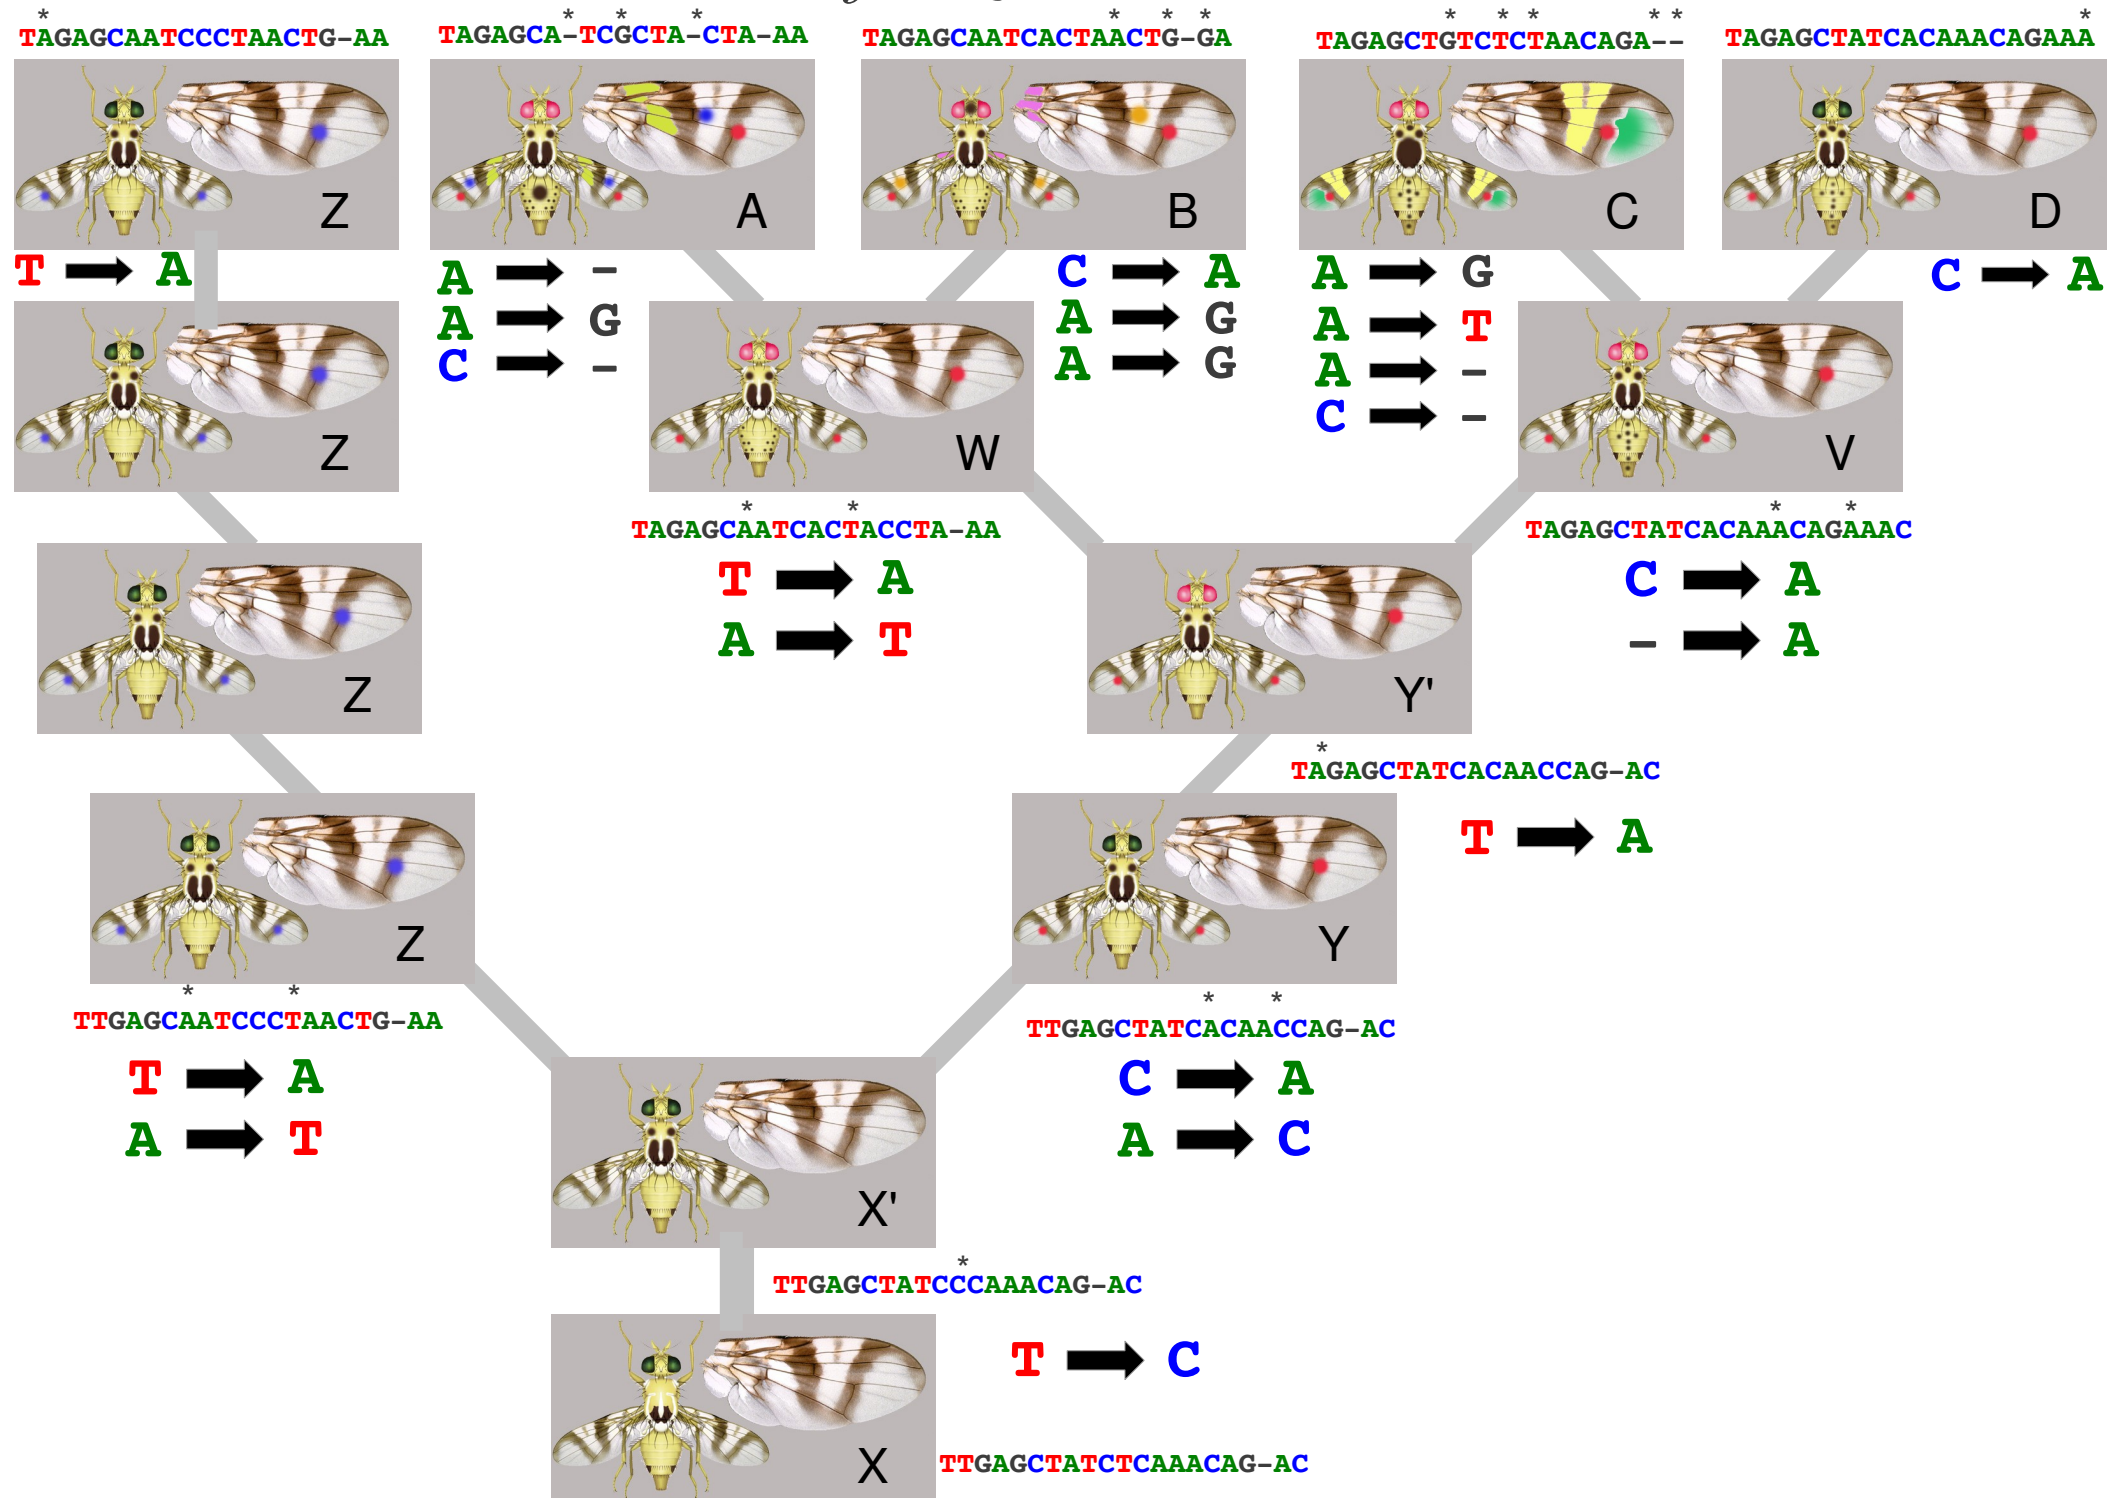 * * * * * * * * * * * * * *
TAGAGCAATCCCTAACTG-AA
TAGAGCA-TCGCTA-CTA-AA
TAGAGCAATCACTAACTG-GA
TAGAGCTGTCTCTAACAGA--
TAGAGCTATCACAAACAGAAA
Z
A
B
C
D
T A
A -
A G
C -
C A
A G
A G
A G
A T
A -
C -
C A
Z
W
V
* *
TAGAGCAATCACTACCTA-AA
T A
A T
* *
TAGAGCTATCACAAACAGAAAC
C A
- A
Z
Y'
*
TAGAGCTATCACAACCAG-AC
T A
Z
Y
* *
TTGAGCAATCCCTAACTG-AA
T A
A T
* *
TTGAGCTATCACAACCAG-AC
C A
A C
X'
*
TTGAGCTATCCCAAACAG-AC
T C
X
TTGAGCTATCTCAAACAG-AC